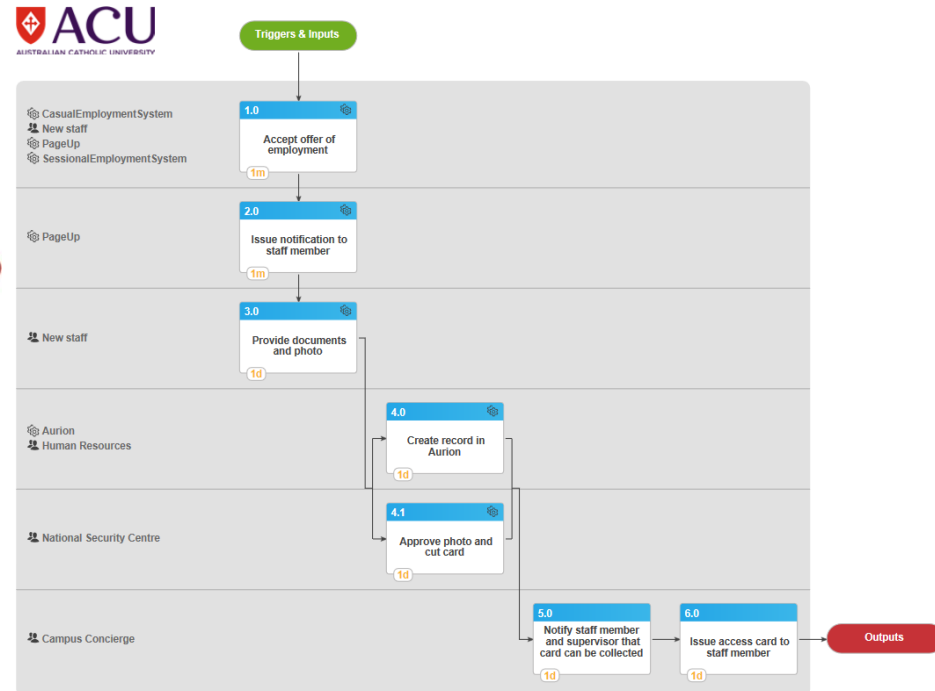 ACU
AUSTRALIAN CATHOLIC UNIVERSITY
Triggers & Inputs
CasualEmploymentSystem
New staff
PageUp
SessionalEmploymentSystem
1.0
Accept offer of
employment
1m
PageUp
2.0
Issue notification to
staff member
1m
New staff
3.0
Provide documents
and photo
1d
Aurion
Human Resources
4.0
Create record in
Aurion
1d
National Security Centre
4.1
Approve photo and
cut card
1d
Campus Concierge
5.0
Notify staff member
and supervisor that
card can be collected
1d
6.0
Issue access card to
staff member
1d
Outputs